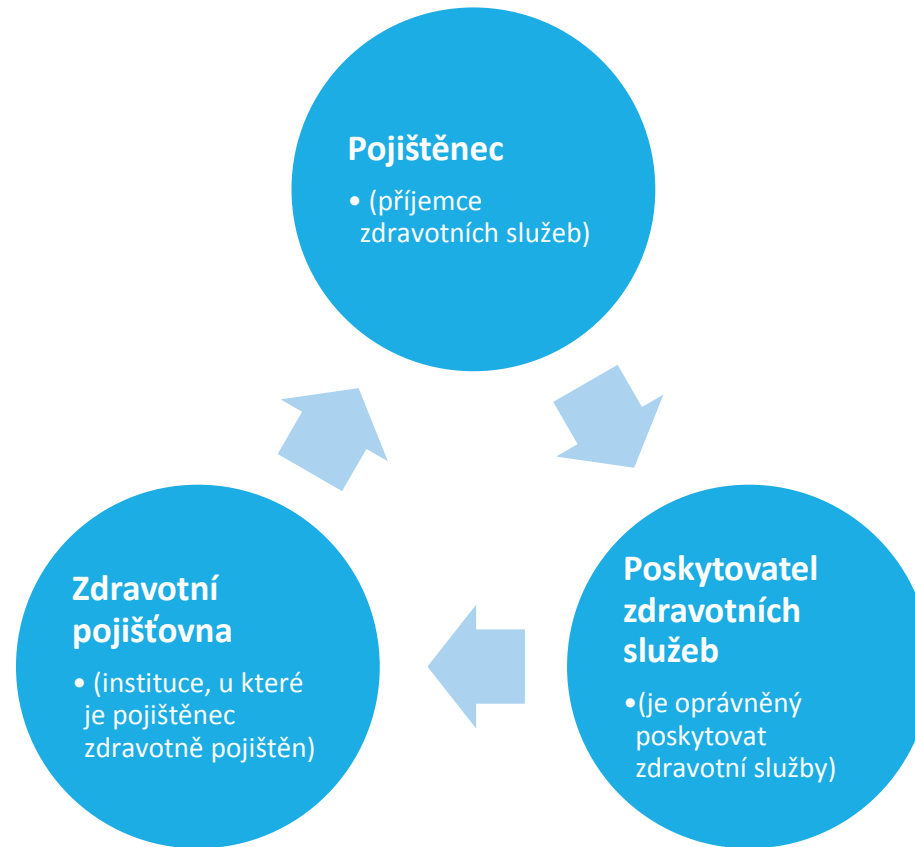 Pojištěnec
• (příjemce
zdravotních služeb)
Zdravotní
pojišťovna
• (instituce, u které
je pojištěnec
zdravotně pojištěn)
Poskytovatel
zdravotních
služeb
•(je oprávněný
poskytovat
zdravotní služby)